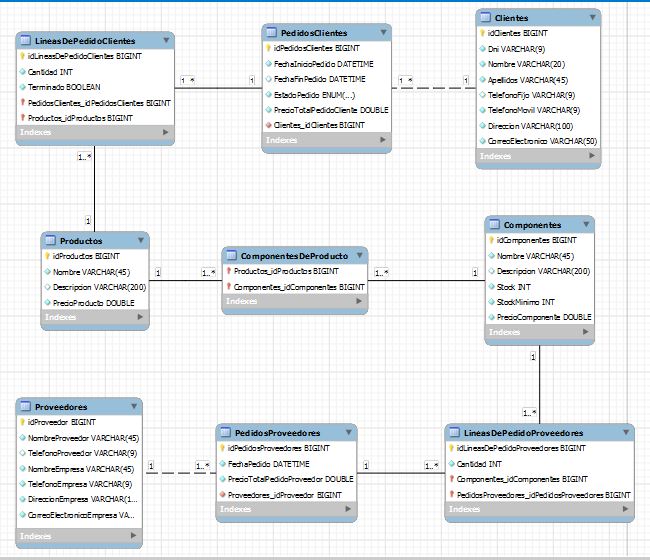 LineasDePedidoClientes
idLineasDePedidoClientes BIGINT
Cantidad INT
Terminado BOOLEAN
PedidosClientes_idPedidosClientes BIGINT
Productos_idProductos BIGINT
Indexes
1..*
1
PedidosClientes
idPedidosClientes BIGINT
FechaInicioPedido DATETIME
FechaFinPedido DATETIME
EstadoPedido ENUM(...)
PrecioTotalPedidoCliente DOUBLE
Clientes_idClientes BIGINT
Indexes
Clientes
idClientes BIGINT
Dni VARCHAR(9)
Nombre VARCHAR(20)
Apellidos VARCHAR(45)
TelefonoFijo VARCHAR(9)
TelefonoMovil VARCHAR(9)
Direccion VARCHAR(100)
CorreoElectronico VARCHAR(50)
Indexes
Productos
idProductos BIGINT
Nombre VARCHAR(45)
Descripcion VARCHAR(200)
PrecioProducto DOUBLE
Indexes
1
1..*
ComponentesDeProducto
Productos_idProductos BIGINT
Componentes_idComponentes BIGINT
Indexes
1..*
1
Componentes
idComponentes BIGINT
Nombre VARCHAR(45)
Descripcion VARCHAR(200)
Stock INT
StockMinimo INT
PrecioComponente DOUBLE
Indexes
1
1..*
Proveedores
idProveedor BIGINT
NombreProveedor VARCHAR(45)
TelefonoProveedor VARCHAR(9)
NombreEmpresa VARCHAR(45)
TelefonoEmpresa VARCHAR(9)
DireccionEmpresa VARCHAR(1...
CorreoElectronicoEmpresa VA...
Indexes
1
1..*
PedidosProveedores
idPedidosProveedores BIGINT
FechaPedido DATETIME
PrecioTotalPedidoProveedor DOUBLE
Proveedores_idProveedor BIGINT
Indexes
1
1..*
LineasDePedidoProveedores
idLineasDePedidoProveedores BIGINT
Cantidad INT
Componentes_idComponentes BIGINT
PedidosProveedores_idPedidosProveedores BIGINT
Indexes